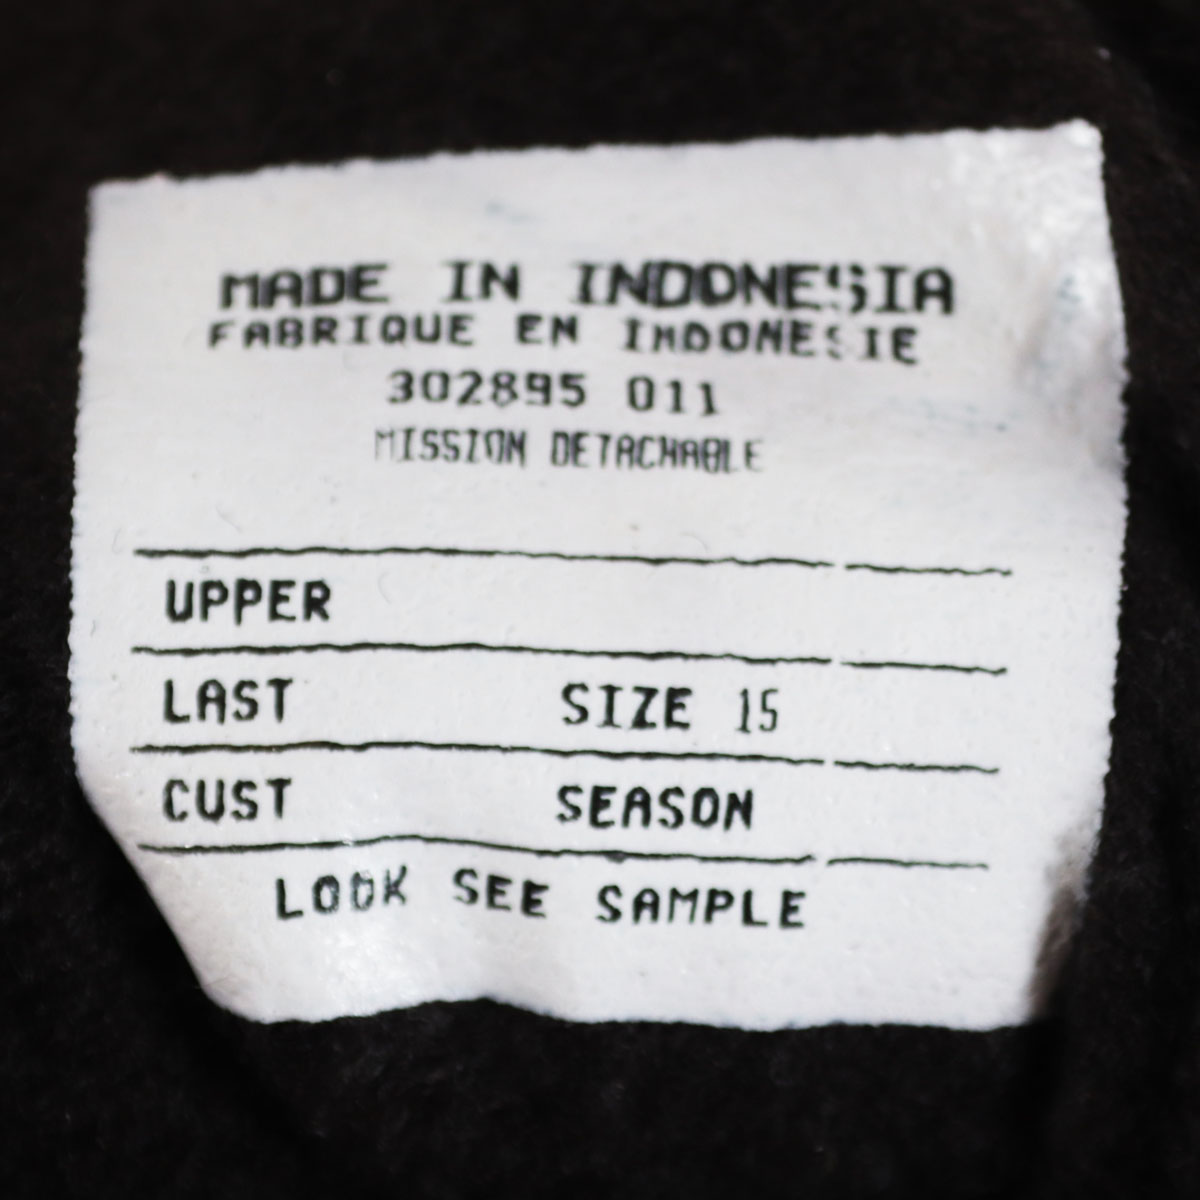 MADE IN INDONESIA
FABRIQUE EN INDONESIE
302895 011
MISSION DETACHABLE
UPPER
LAST SIZE 15
CUST SEASON
LOOK SEE SAMPLE